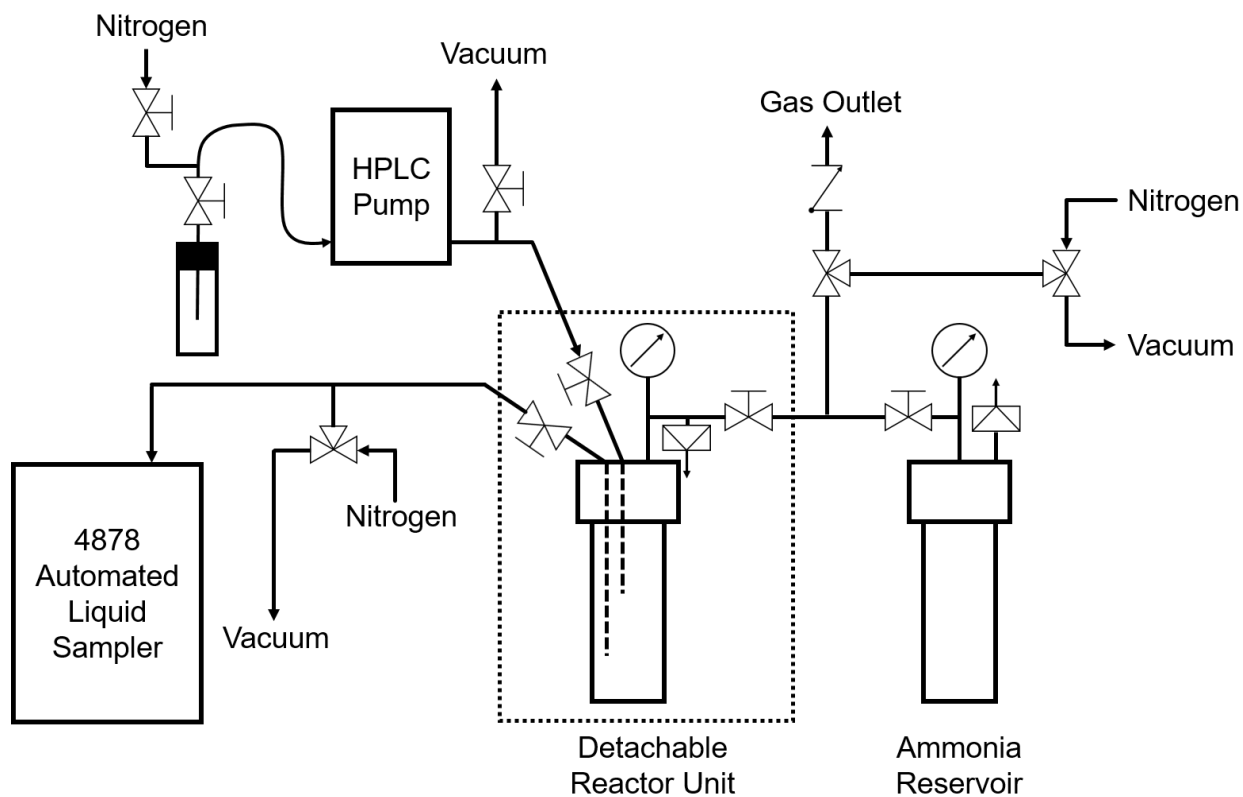 Nitrogen
Vacuum
Gas Outlet
HPLC
Pump
Nitrogen
Vacuum
4878
Automated
Liquid
Sampler
Nitrogen
Vacuum
Detachable
Reactor Unit
Ammonia
Reservoir